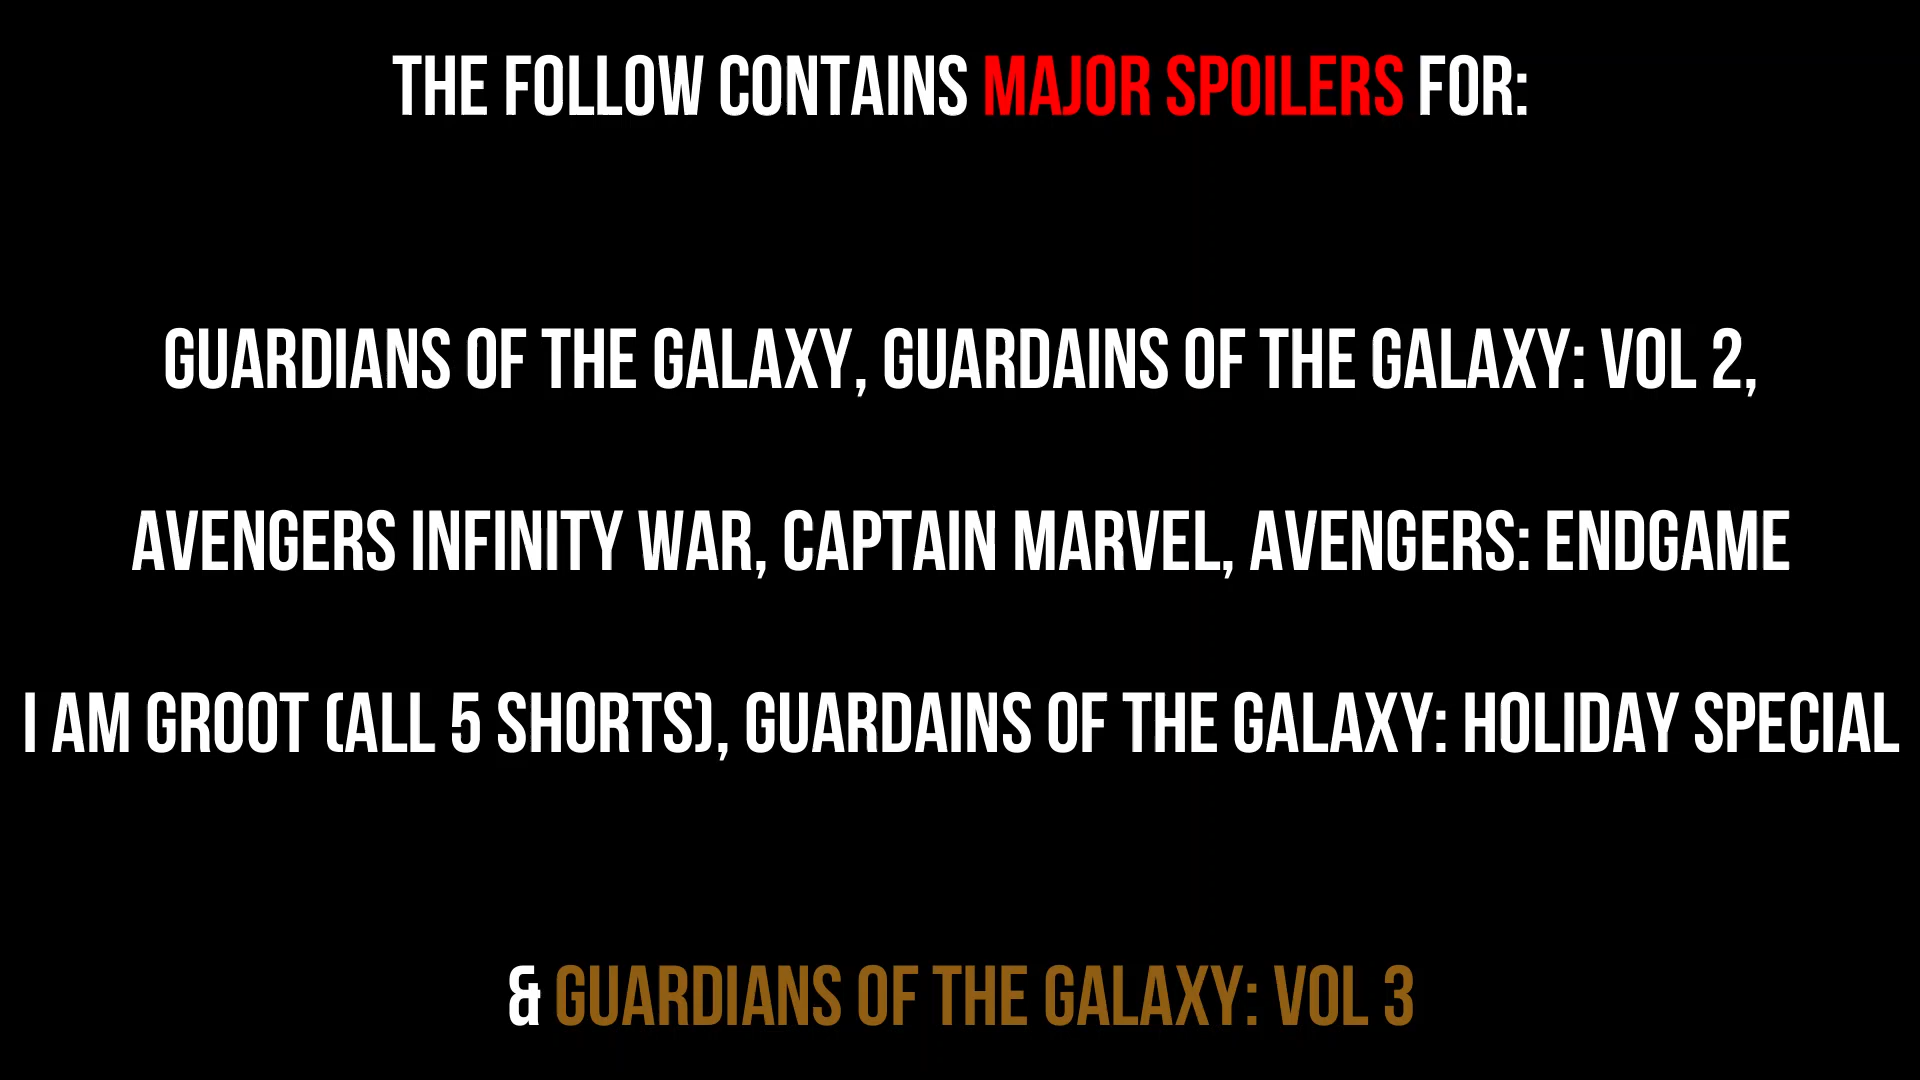 THE FOLLOW CONTAINS MAJOR SPOILERS FOR:
GUARDIANS OF THE GALAXY, GUARDAINS OF THE GALAXY: VOL 2,
AVENGERS INFINITY WAR, CAPTAIN MARVEL, AVENGERS: ENDGAME
I AM GROOT (ALL 5 SHORTS), GUARDAINS OF THE GALAXY: HOLIDAY SPECIAL
& GUARDIANS OF THE GALAXY: VOL 3